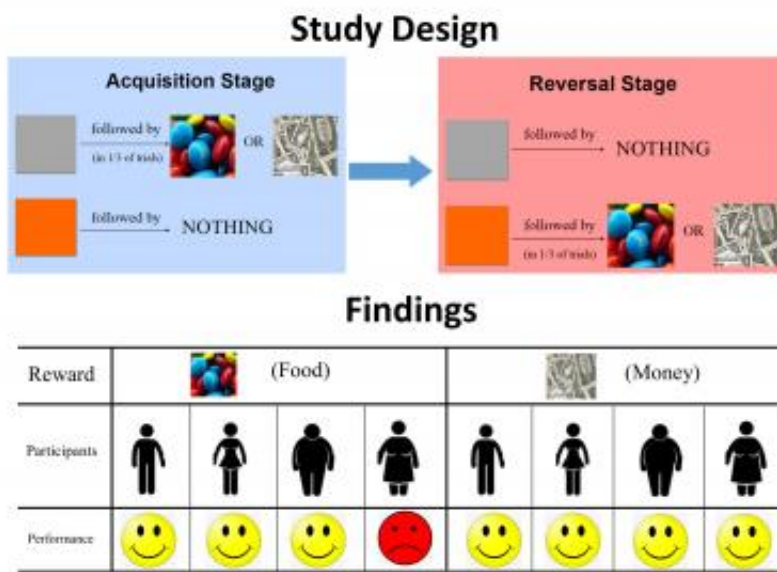 Study Design
Acquisition Stage
followed by
(in 1/3 of trials)
OR
followed by
NOTHING
Reversal Stage
followed by
NOTHING
followed by
(in 1/3 of trials)
OR
Findings
Reward (Food) (Money)
Participants
Performance